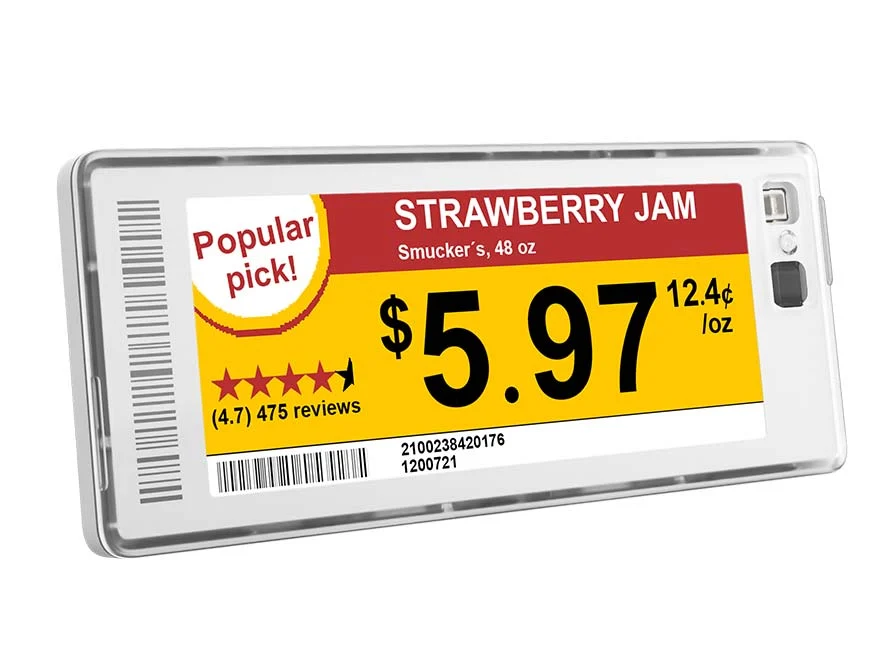 Popular
pick!
STRAWBERRY JAM
Smucker´s, 48 oz
$5.97
12.4¢
/oz
(4.7) 475 reviews
2100238420176
1200721